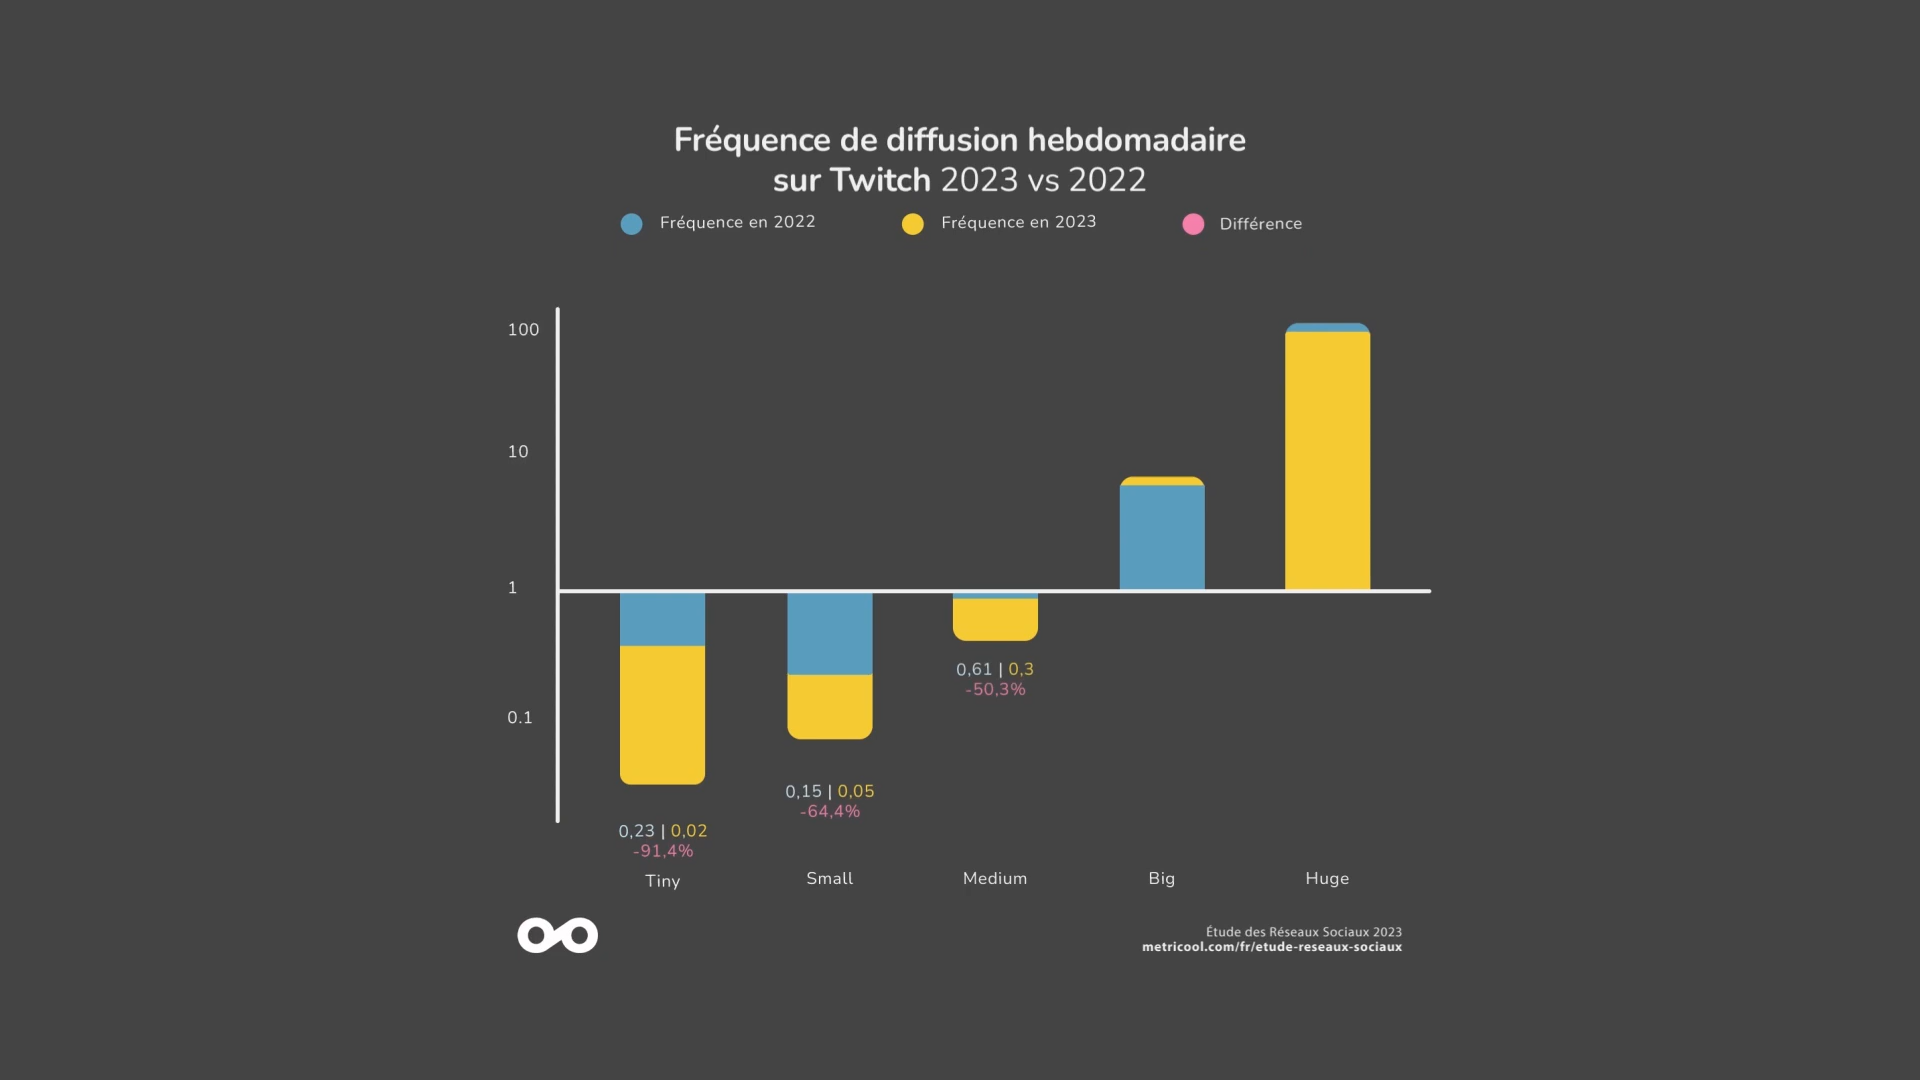 Fréquence de diffusion hebdomadaire
sur Twitch 2023 vs 2022
Fréquence en 2022
Fréquence en 2023
Différence
100
10
1
0.1
0,61 | 0,3
-50,3%
0,15 | 0,05
-64,4%
0,23 | 0,02
-91,4%
Tiny
Small
Medium
Big
Huge
Étude des Réseaux Sociaux 2023
metricool.com/fr/etude-reseaux-sociaux